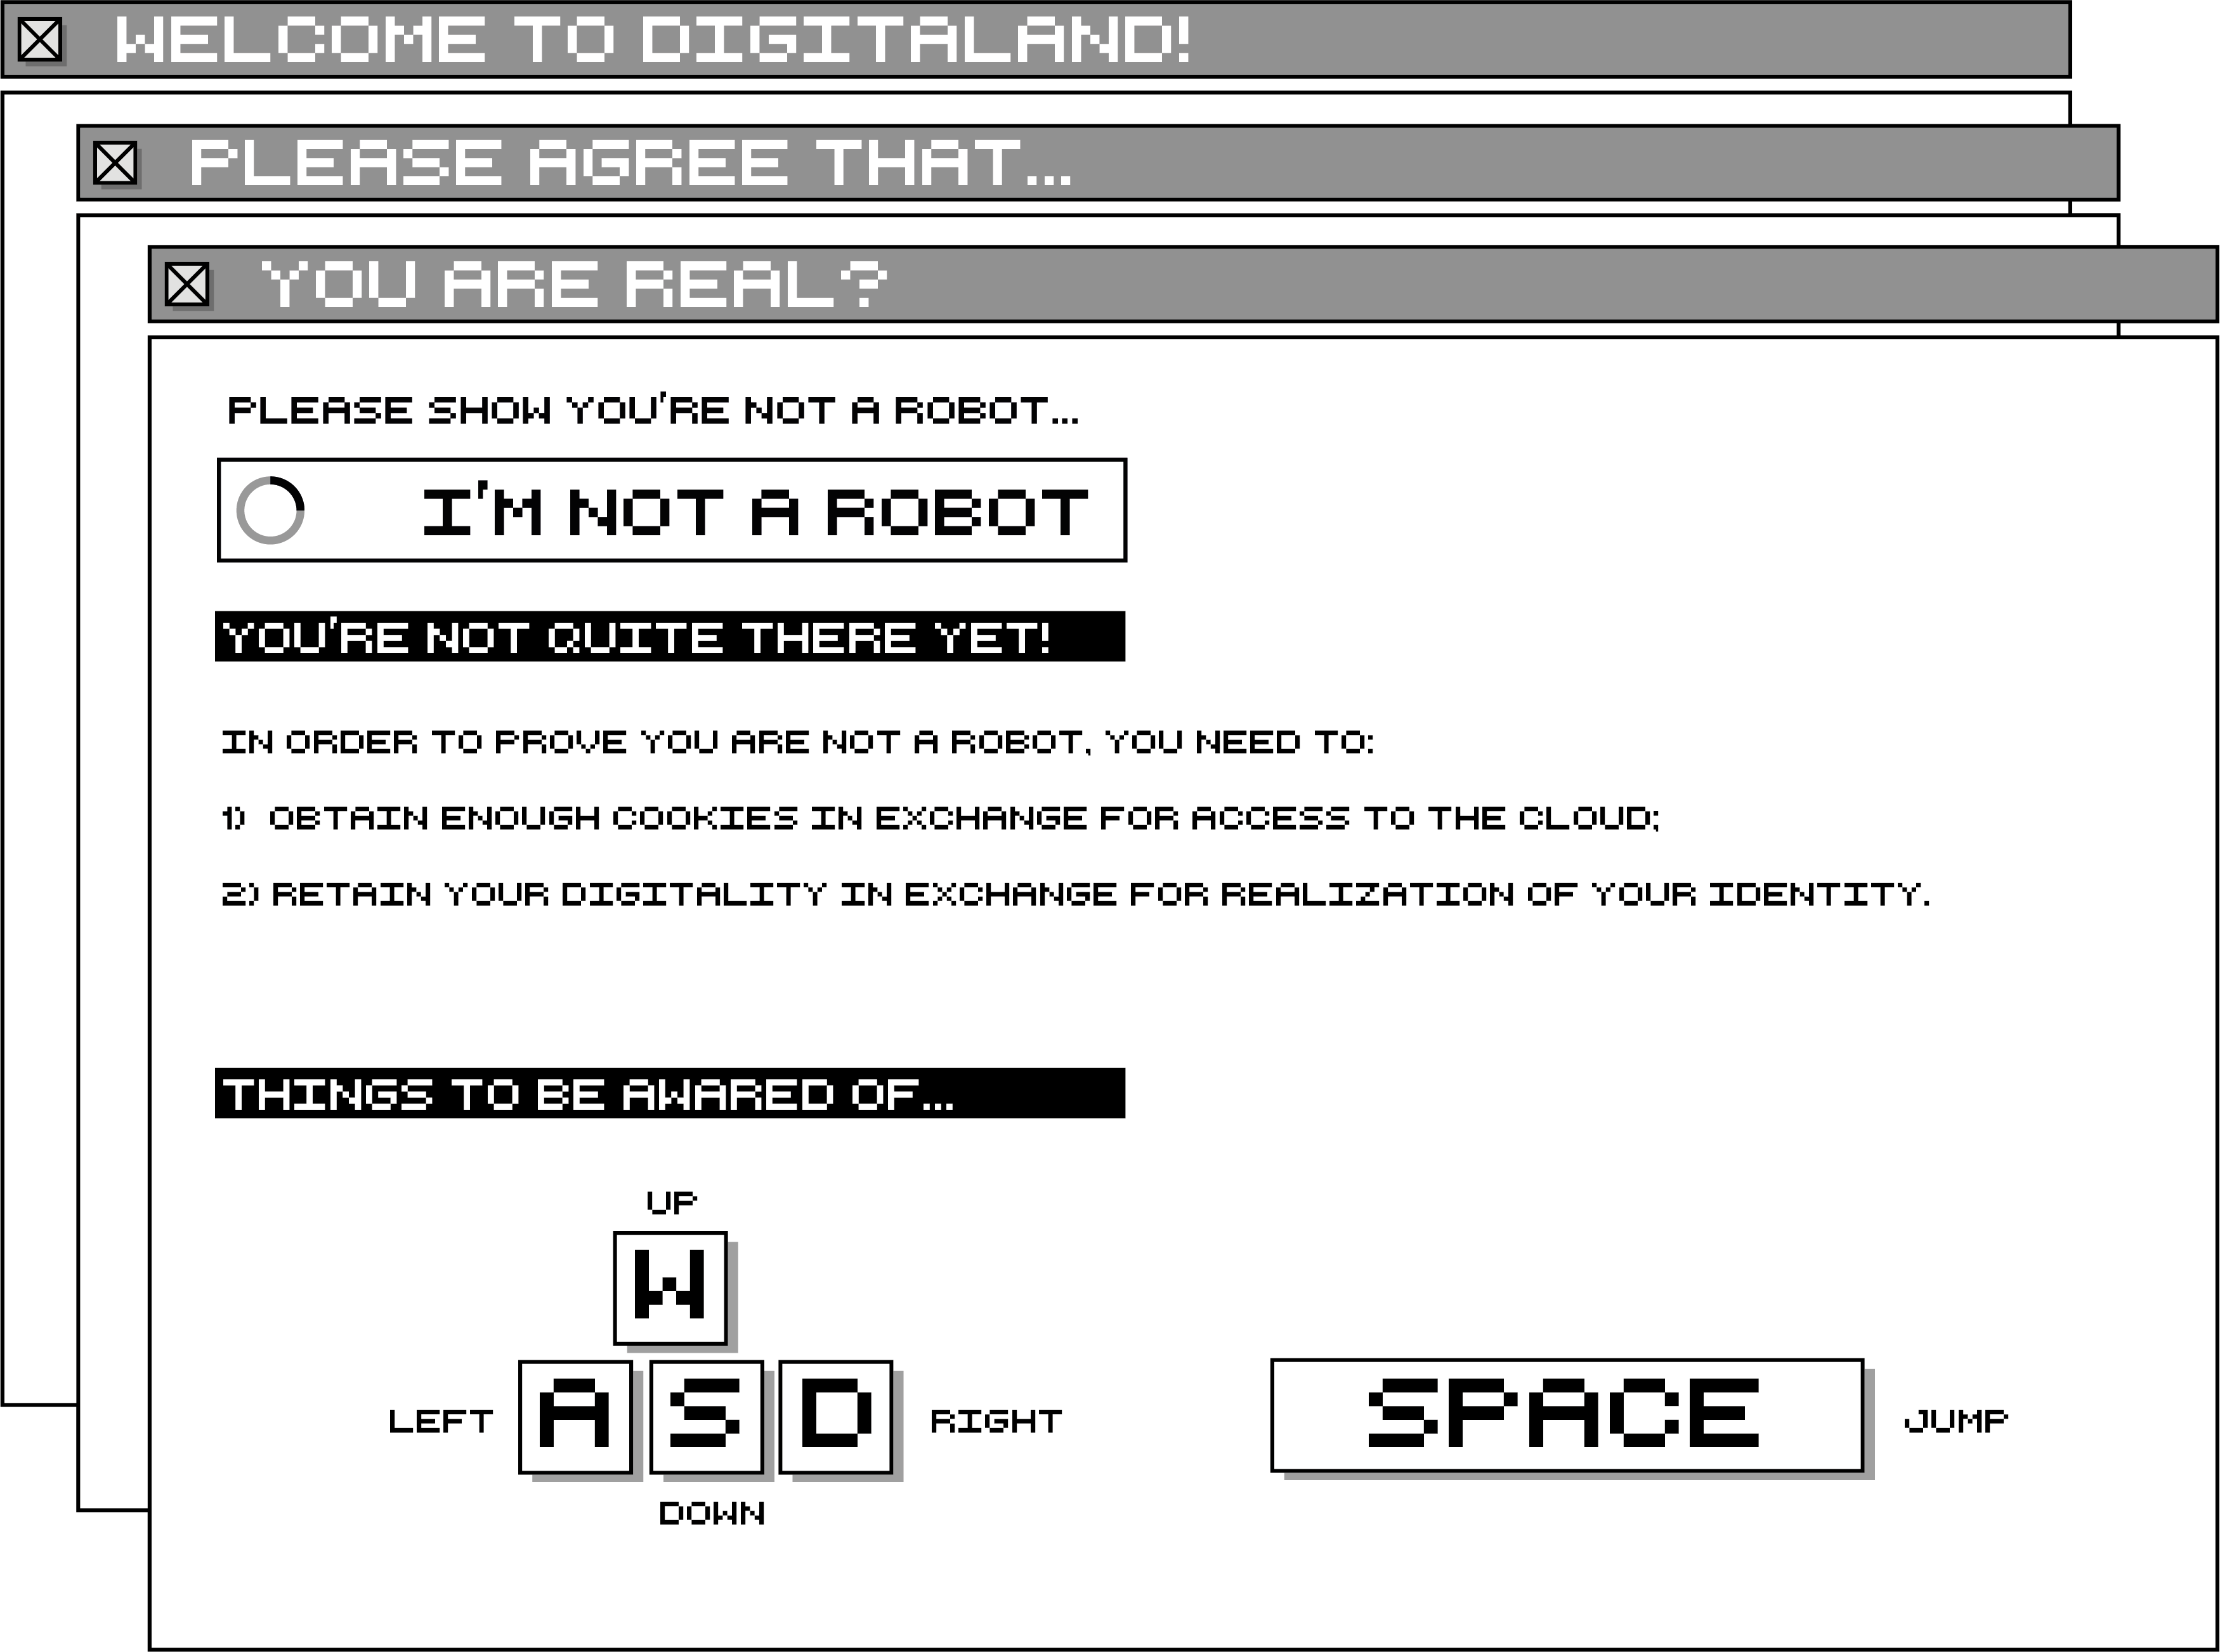 WELCOME TO DIGITALAND!
PLEASE AGREE THAT...
YOU ARE REAL?
PLEASE SHOW YOU'RE NOT A ROBOT...
I'M NOT A ROBOT
YOU'RE NOT QUITE THERE YET!
IN ORDER TO PROVE YOU ARE NOT A ROBOT, YOU NEED TO:
1) OBTAIN ENOUGH COOKIES IN EXCHANGE FOR ACCESS TO THE CLOUD;
2) RETAIN YOUR DIGITALITY IN EXCHANGE FOR REALIZATION OF YOUR IDENTITY.
THINGS TO BE AWARED OF...
UP
W
LEFT A S D RIGHT
SPACE JUMP
DOWN